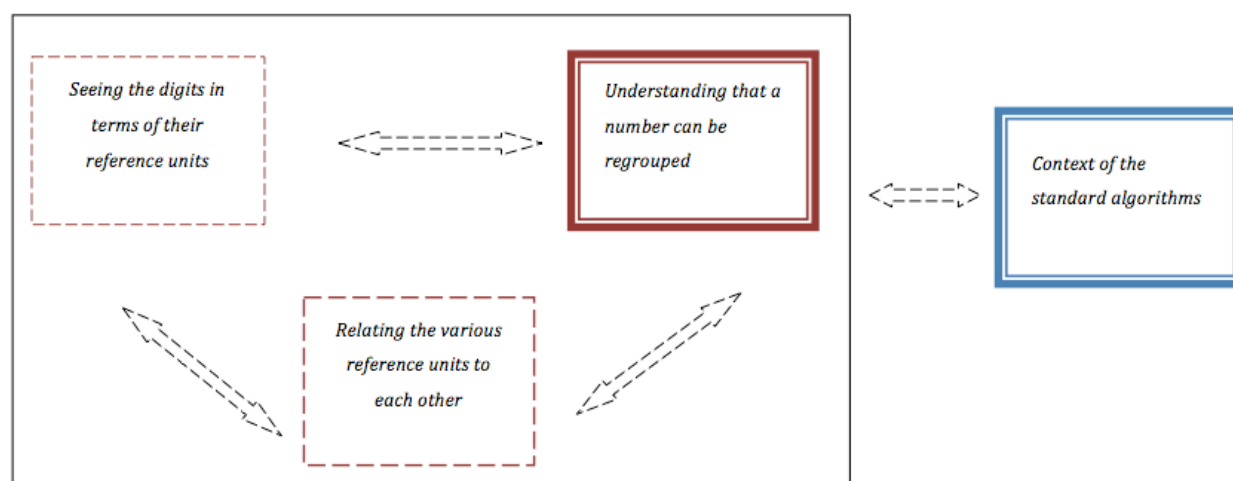 Seeing the digits in
terms of their
reference units
Understanding that a
number can be
regrouped
Context of the
standard algorithms
Relating the various
reference units to
each other